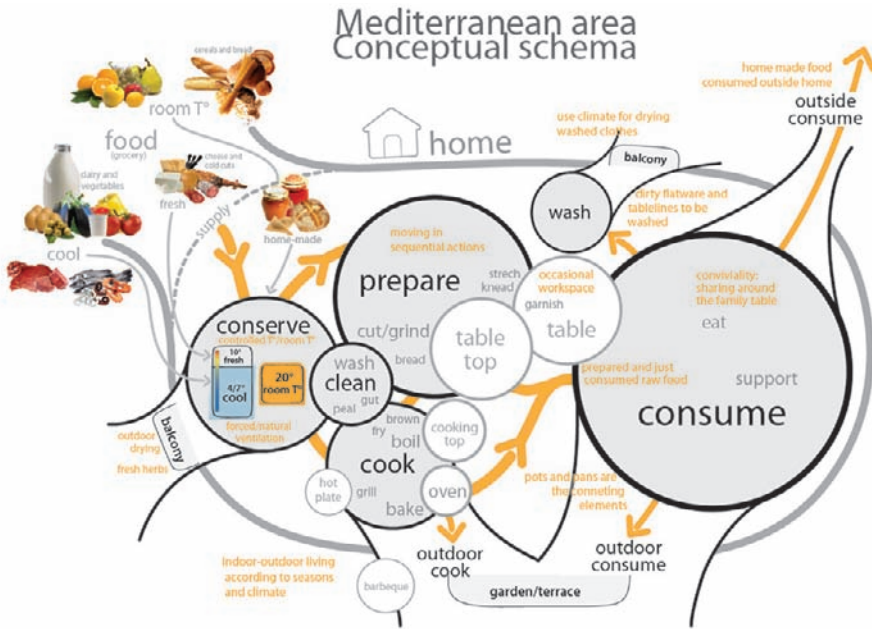 Mediterranean area
Conceptual schema
cereals and bread
room T°
food
(grocery)
home
home made food
consumed outside home
outside
consume
use climate for drying
washed clothes
balcony
dairy and
vegetables
cheese and
cold cuts
fresh
supply
home-made
cool
wash
dirty flatware and
tablelines to be
washed
moving in
sequential actions
prepare
strech
knead
occasional
workspace
garnish
table
conviviality:
sharing around
the family table
eat
conserve
controlled T°/room T°
10°
fresh
4/7°
cool
20°
room T°
forced/natural
ventilation
cut/grind
bread
table
top
wash
clean
peal
gut
prepared and just
consumed raw food
support
consume
balcony
outdoor
drying
fresh herbs
brown
fry
boil
cooking
top
cook
hot
plate
grill
bake
oven
pots and pans are
the conneting
elements
outdoor
cook
outdoor
consume
indoor-outdoor living
according to seasons
and climate
barbeque
garden/terrace